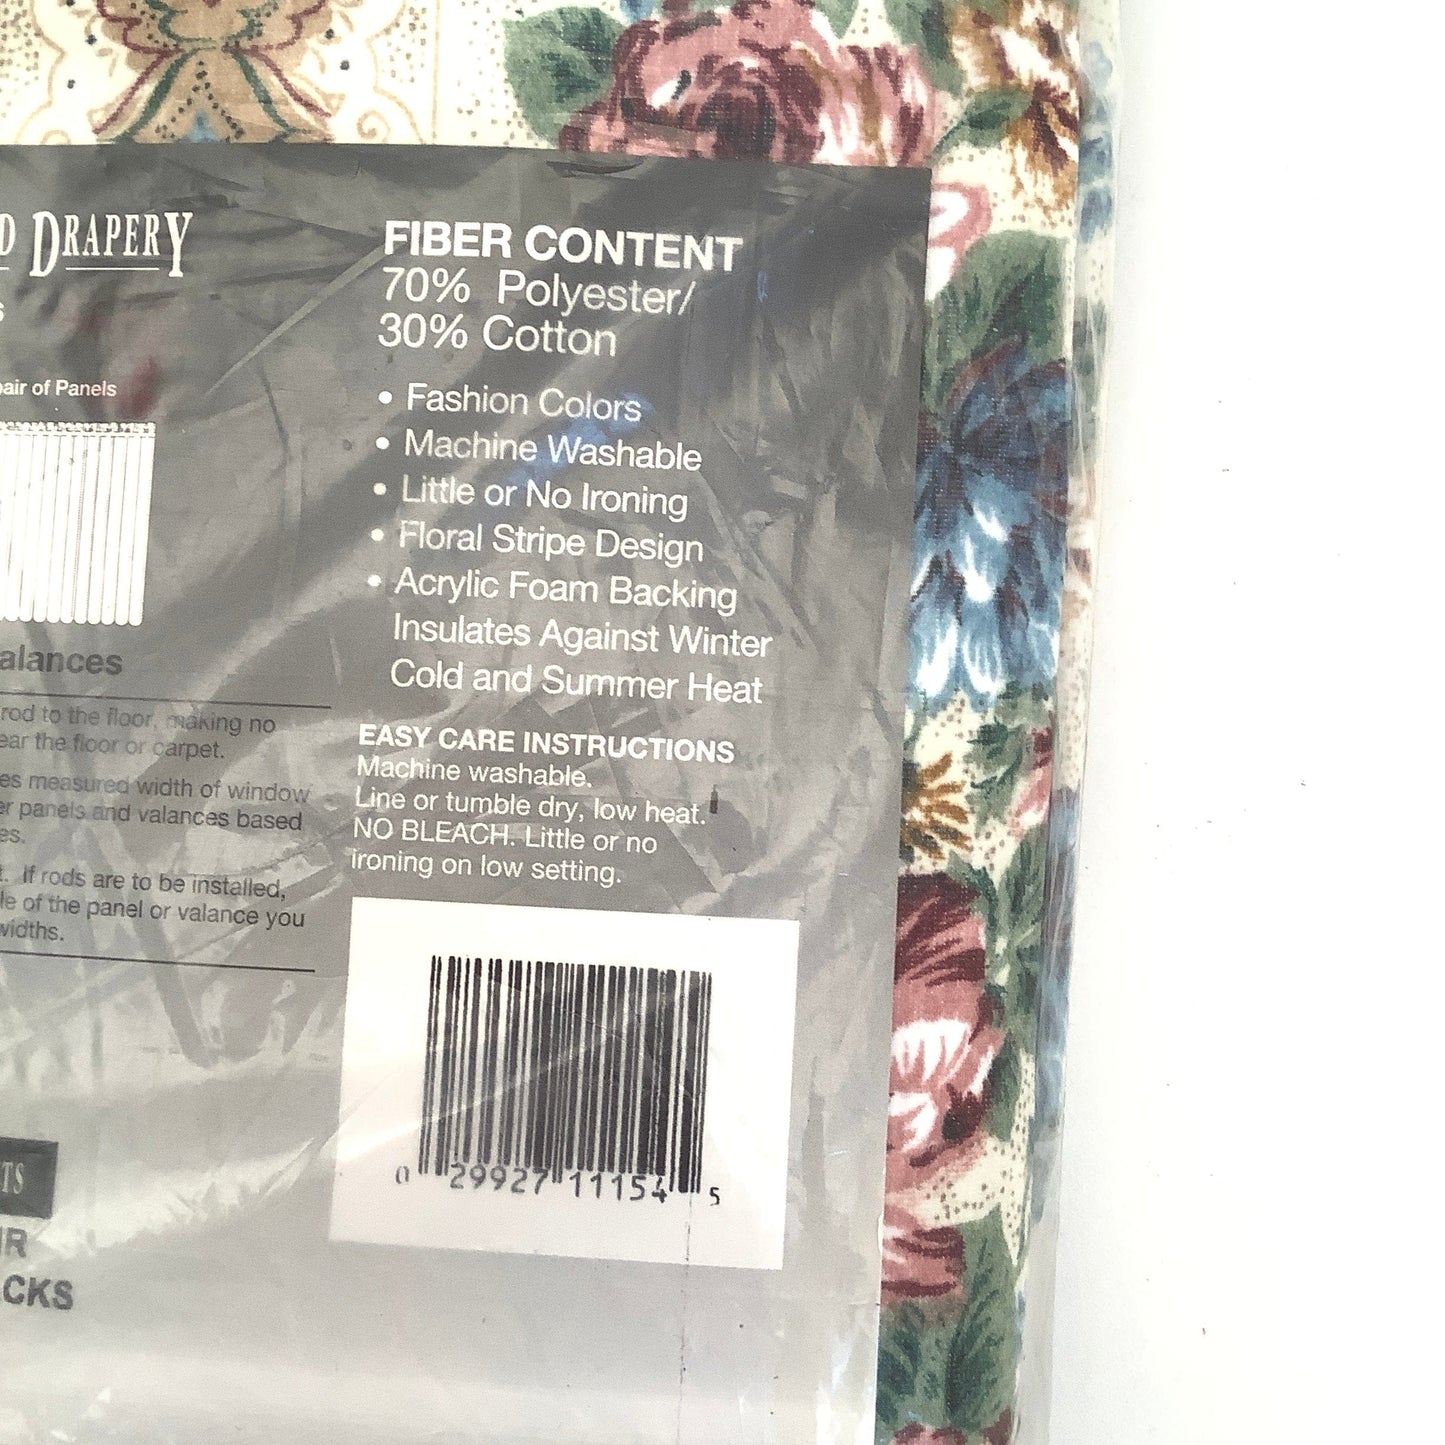 D DRAPERY
s
pair of Panels
alances
rod to the floor, making no
ear the floor or carpet.
es measured width of window
er panels and valances based
es.
t. If rods are to be installed,
le of the panel or valance you
widths.
TS
IR
CKS
FIBER CONTENT
70% Polyester/
30% Cotton
• Fashion Colors
• Machine Washable
• Little or No Ironing
• Floral Stripe Design
• Acrylic Foam Backing
Insulates Against Winter
Cold and Summer Heat
EASY CARE INSTRUCTIONS
Machine washable.
Line or tumble dry, low heat.
NO BLEACH. Little or no
ironing on low setting.
0 29927 11154 5